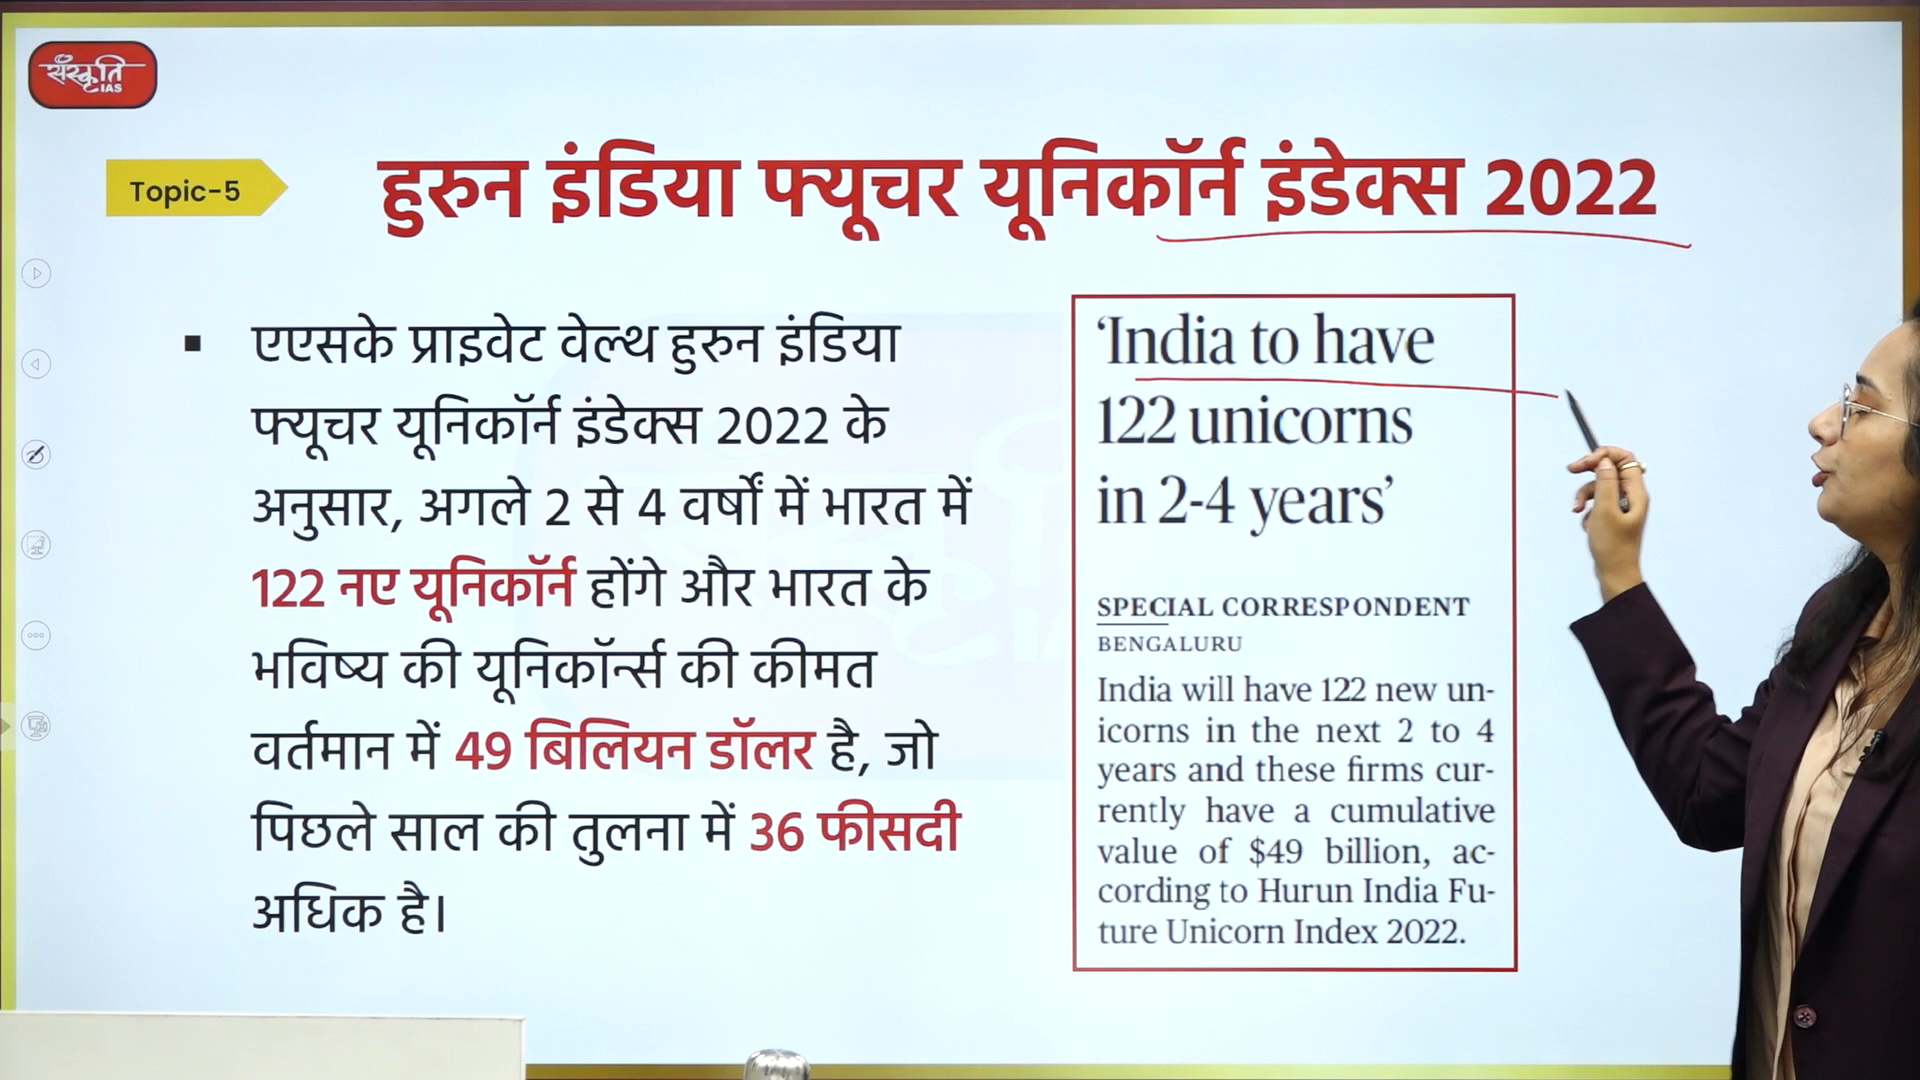 संस्कृति
IAS
Topic-5
हुरुन इंडिया फ्यूचर यूनिकॉर्न इंडेक्स 2022
▪ एएसके प्राइवेट वेल्थ हुरुन इंडिया
फ्यूचर यूनिकॉर्न इंडेक्स 2022 के
अनुसार, अगले 2 से 4 वर्षों में भारत में
122 नए यूनिकॉर्न होंगे और भारत के
भविष्य की यूनिकॉर्न्स की कीमत
वर्तमान में 49 बिलियन डॉलर है, जो
पिछले साल की तुलना में 36 फीसदी
अधिक है।
‘India to have
122 unicorns
in 2-4 years’
SPECIAL CORRESPONDENT
BENGALURU
India will have 122 new un-
icorns in the next 2 to 4
years and these firms cur-
rently have a cumulative
value of $49 billion, ac-
cording to Hurun India Fu-
ture Unicorn Index 2022.